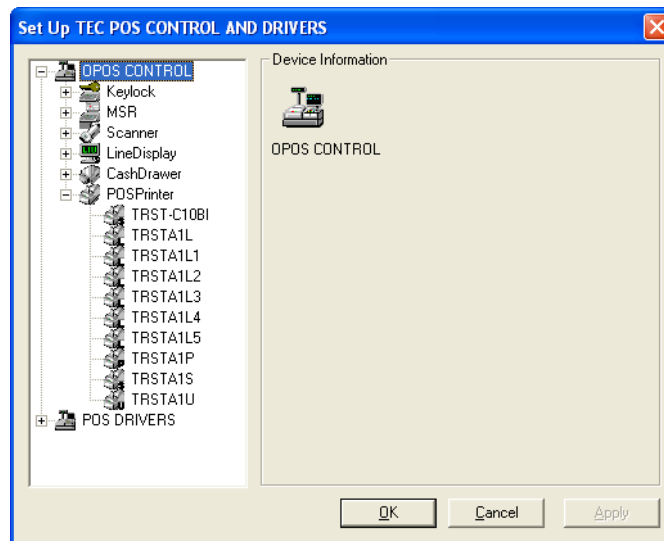 Set Up TEC POS CONTROL AND DRIVERS
OPOS CONTROL
Keylock
MSR
Scanner
LineDisplay
CashDrawer
POSPrinter
TRST-C10BI
TRSTA1L
TRSTA1L1
TRSTA1L2
TRSTA1L3
TRSTA1L4
TRSTA1L5
TRSTA1P
TRSTA1S
TRSTA1U
POS DRIVERS
Device Information
OPOS CONTROL
OK
Cancel
Apply